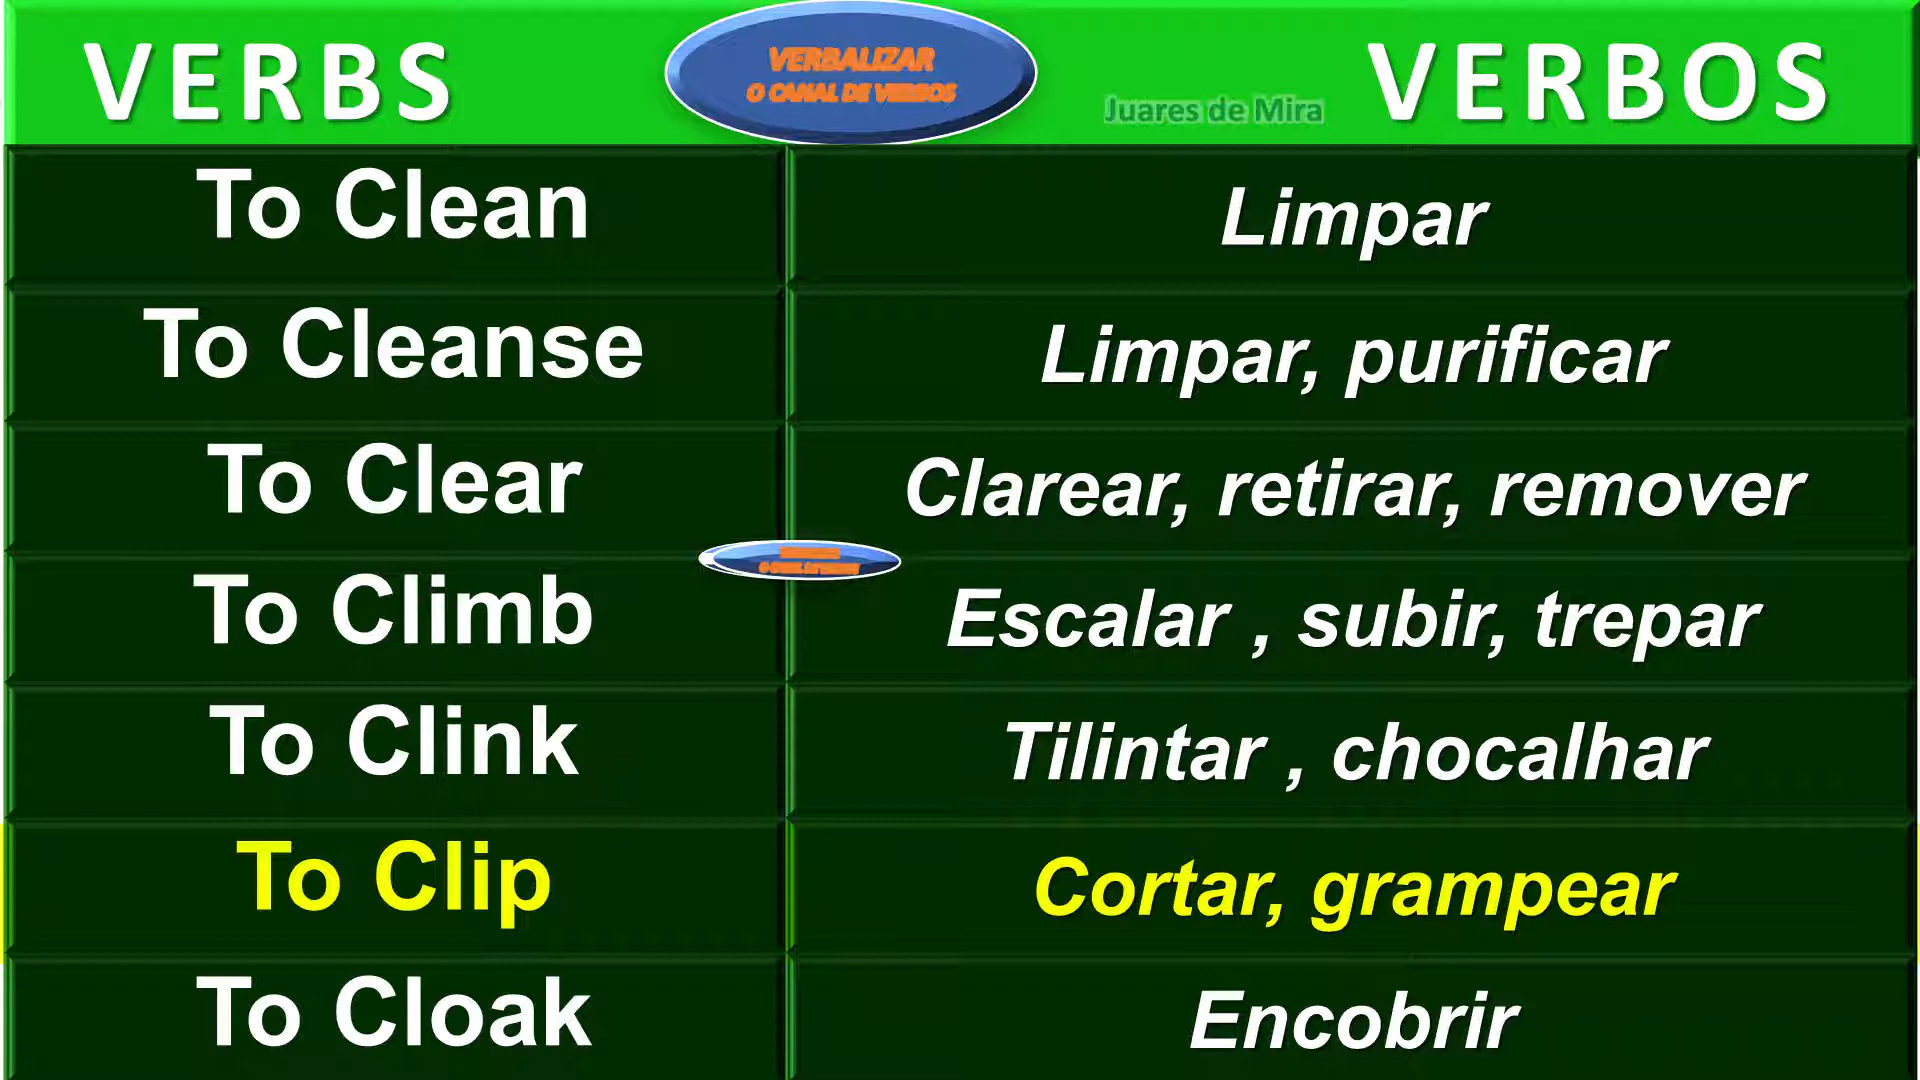 VERBS
VERBALIZAR
O CANAL DE VERBOS
Juares de Mira
VERBOS
To Clean
Limpar
To Cleanse
Limpar, purificar
To Clear
Clarear, retirar, remover
To Climb
Escalar , subir, trepar
To Clink
Tilintar , chocalhar
To Clip
Cortar, grampear
To Cloak
Encobrir